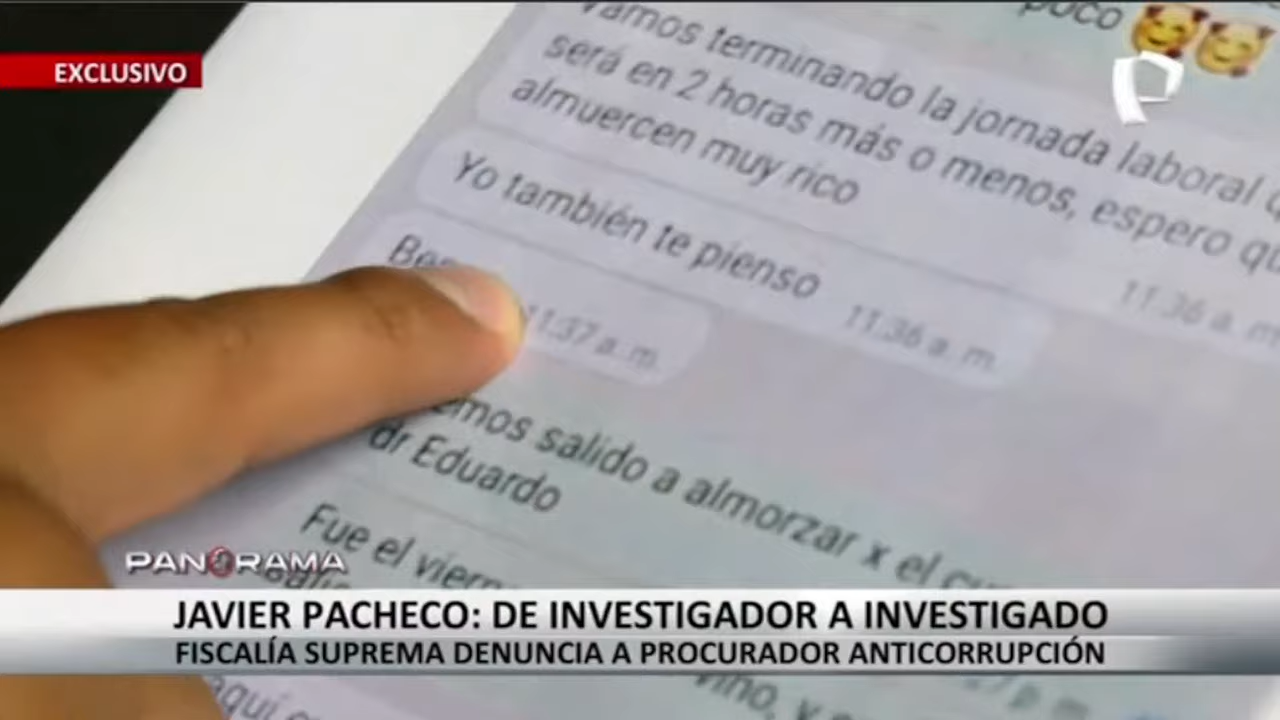 poco
EXCLUSIVO
Vamos terminando la jornada laboral
será en 2 horas más o menos, espero
almuercen muy rico
11:36 a. m.
Yo también te pienso
11:36 a. m.
11:37 a. m.
salido a almorzar x el
dr Eduardo
Fue el
PANORAMA
JAVIER PACHECO: DE INVESTIGADOR A INVESTIGADO
FISCALÍA SUPREMA DENUNCIA A PROCURADOR ANTICORRUPCIÓN
vino, y
aquí